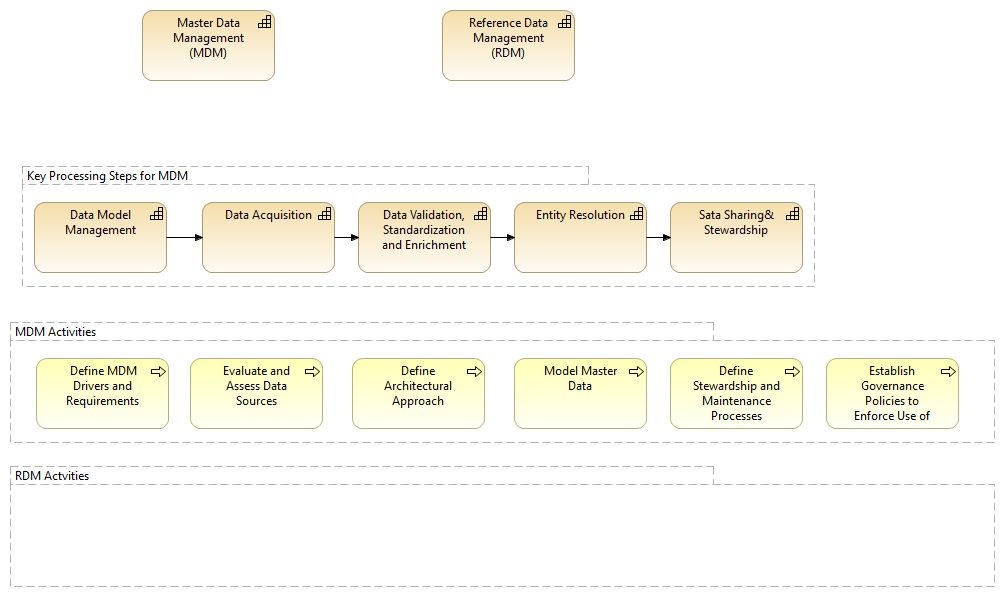 Master Data
Management
(MDM)
Reference Data
Management
(RDM)
Key Processing Steps for MDM
Data Model
Management
Data Acquisition
Data Validation,
Standardization
and Enrichment
Entity Resolution
Sata Sharing&
Stewardship
MDM Activities
Define MDM
Drivers and
Requirements
Evaluate and
Assess Data
Sources
Define
Architectural
Approach
Model Master
Data
Define
Stewardship and
Maintenance
Processes
Establish
Governance
Policies to
Enforce Use of
RDM Actvities